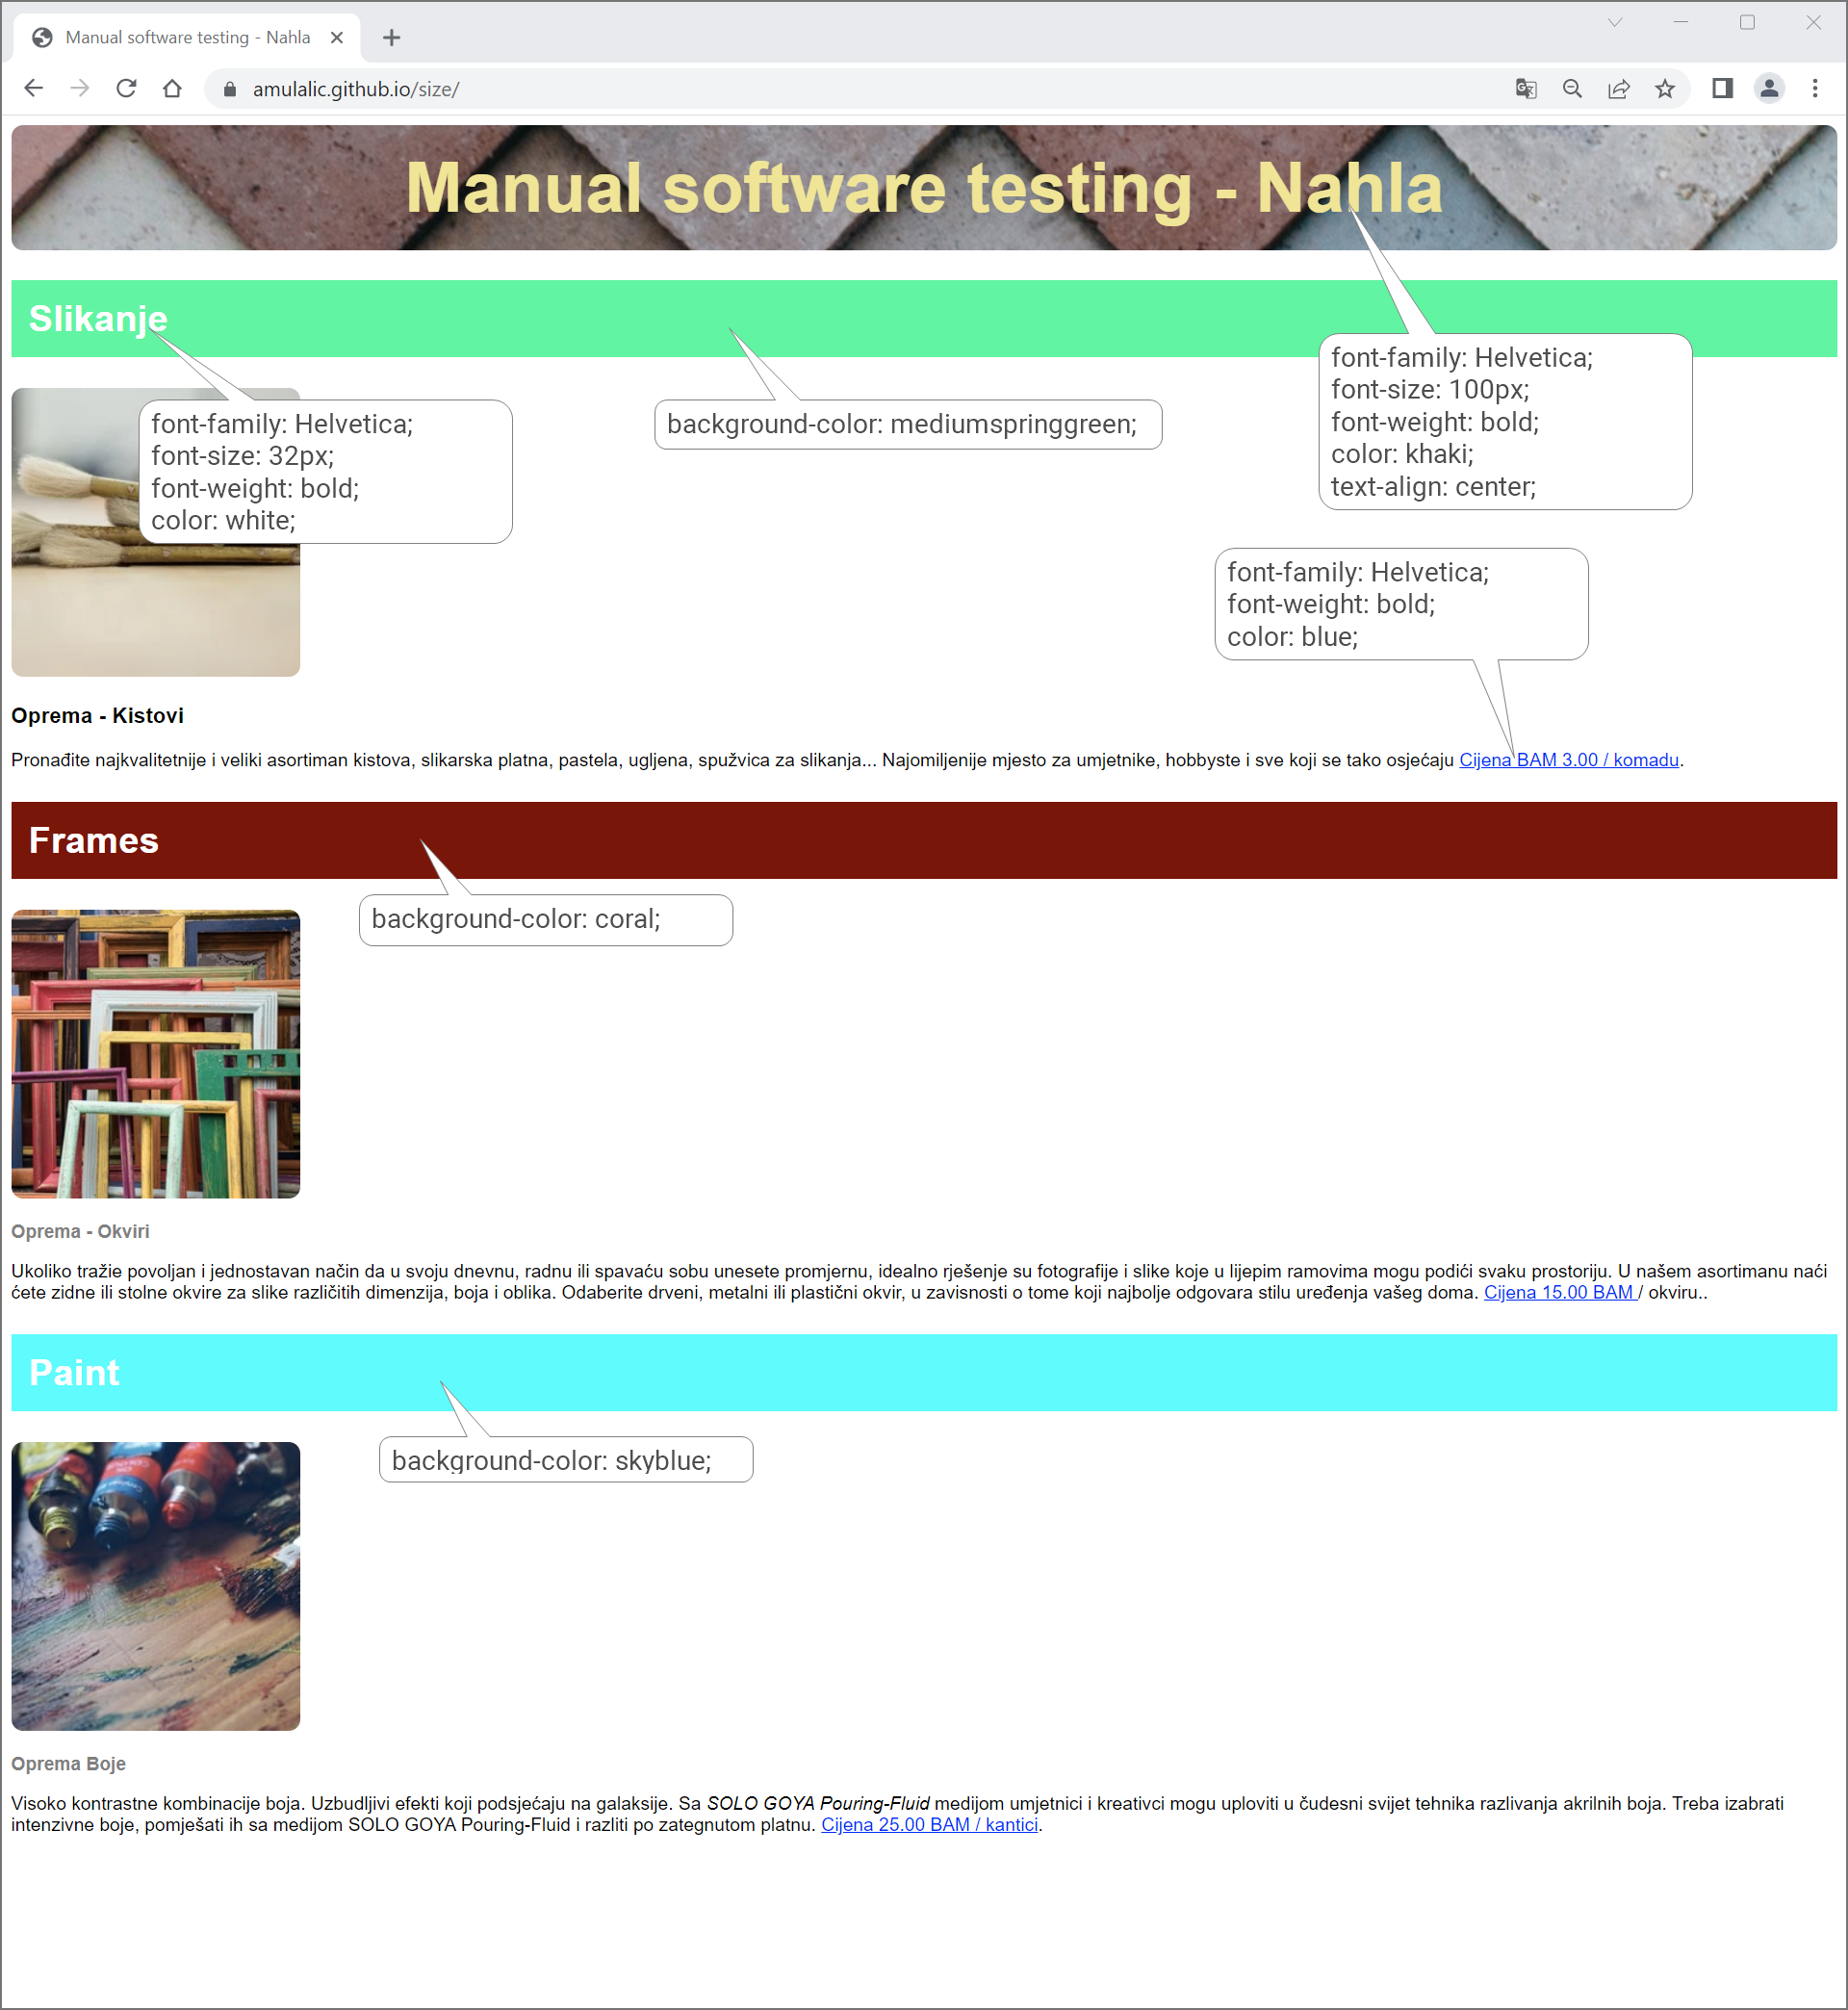 Manual software testing - Nahla
amulalic.github.io/size/
Manual software testing - Nahla
Slikanje
font-family: Helvetica;
font-size: 100px;
font-weight: bold;
color: khaki;
text-align: center;
font-family: Helvetica;
font-size: 32px;
font-weight: bold;
color: white;
background-color: mediumspringgreen;
font-family: Helvetica;
font-weight: bold;
color: blue;
Oprema - Kistovi
Pronađite najkvalitetnije i veliki asortiman kistova, slikarska platna, pastela, ugljena, spužvica za slikanja... Najomiljenije mjesto za umjetnike, hobbyste i sve koji se tako osjećaju Cijena BAM 3.00 / komadu.
Frames
background-color: coral;
Oprema - Okviri
Ukoliko tražie povoljan i jednostavan način da u svoju dnevnu, radnu ili spavaću sobu unesete promjernu, idealno rješenje su fotografije i slike koje u lijepim ramovima mogu podići svaku prostoriju. U našem asortimanu naći
ćete zidne ili stolne okvire za slike različitih dimenzija, boja i oblika. Odaberite drveni, metalni ili plastični okvir, u zavisnosti o tome koji najbolje odgovara stilu uređenja vašeg doma. Cijena 15.00 BAM / okviru..
Paint
background-color: skyblue;
Oprema Boje
Visoko kontrastne kombinacije boja. Uzbudljivi efekti koji podsjećaju na galaksije. Sa SOLO GOYA Pouring-Fluid medijom umjetnici i kreativci mogu uploviti u čudesni svijet tehnika razlivanja akrilnih boja. Treba izabrati
intenzivne boje, pomješati ih sa medijom SOLO GOYA Pouring-Fluid i razliti po zategnutom platnu. Cijena 25.00 BAM / kantici.